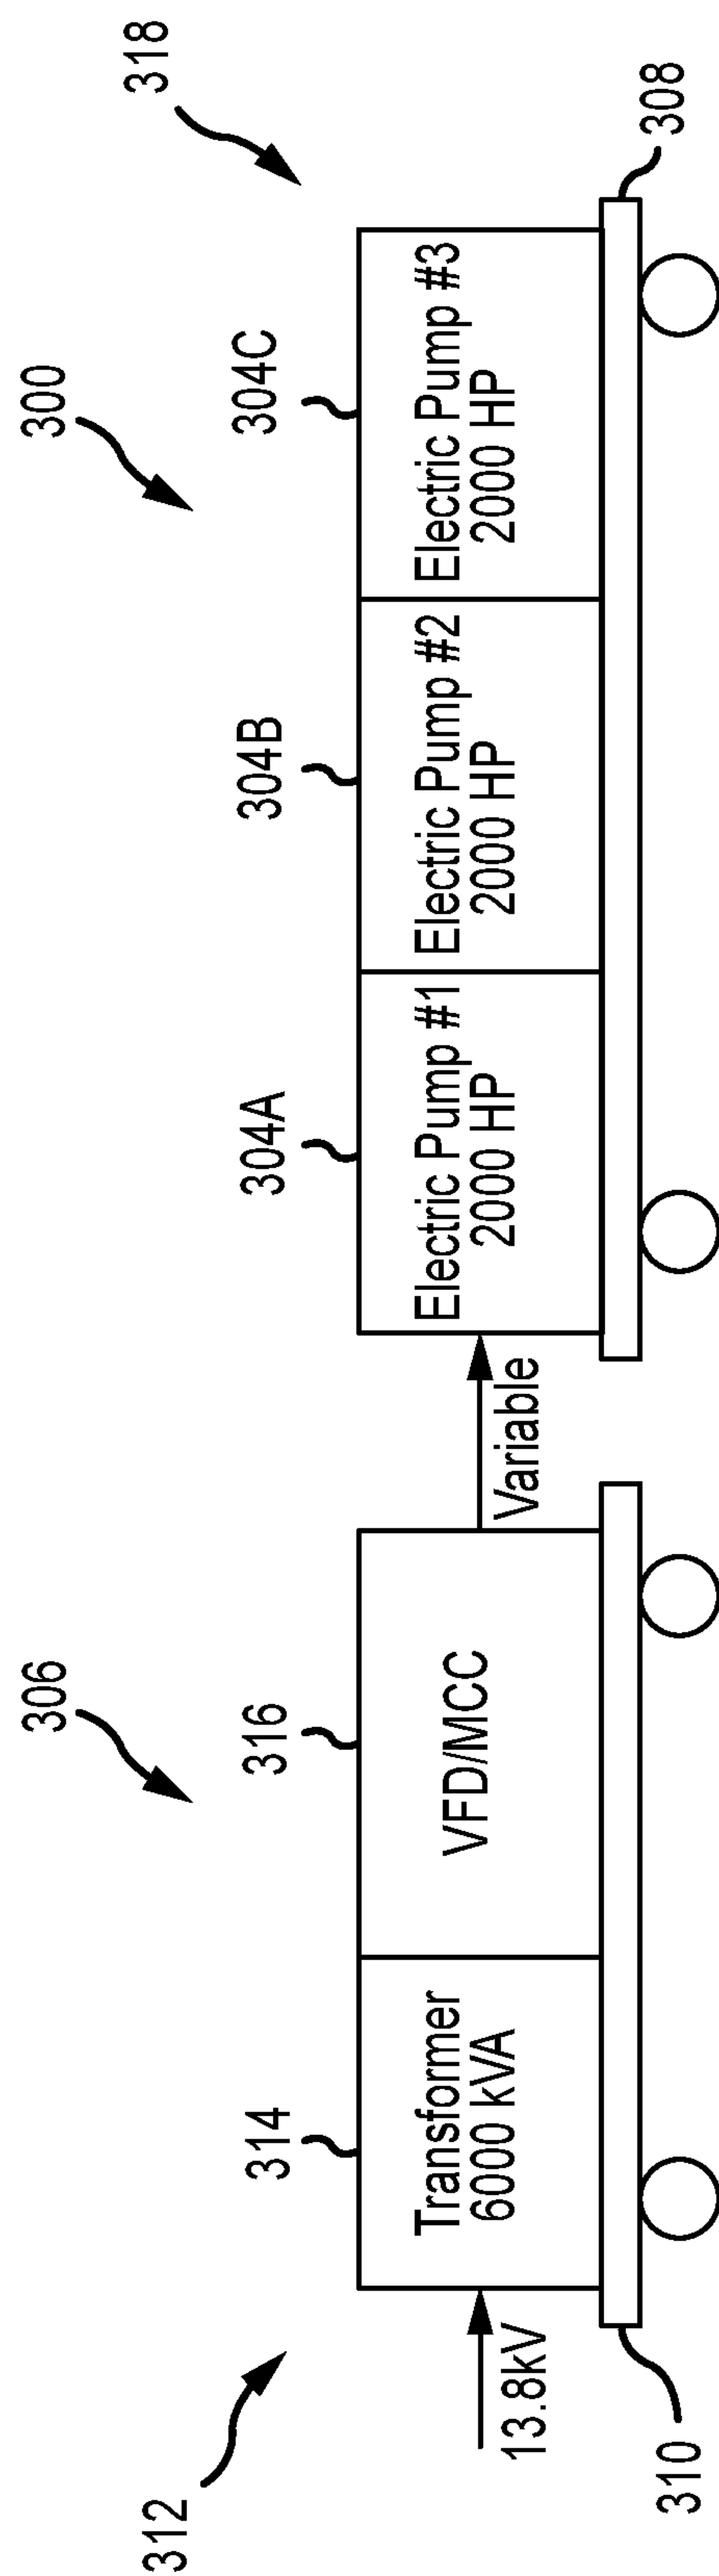 312
306
300
318
314
316
304A
304B
304C
13.8kV
Transformer
6000 kVA
VFD/MCC
Variable
Electric Pump #1
2000 HP
Electric Pump #2
2000 HP
Electric Pump #3
2000 HP
310
308